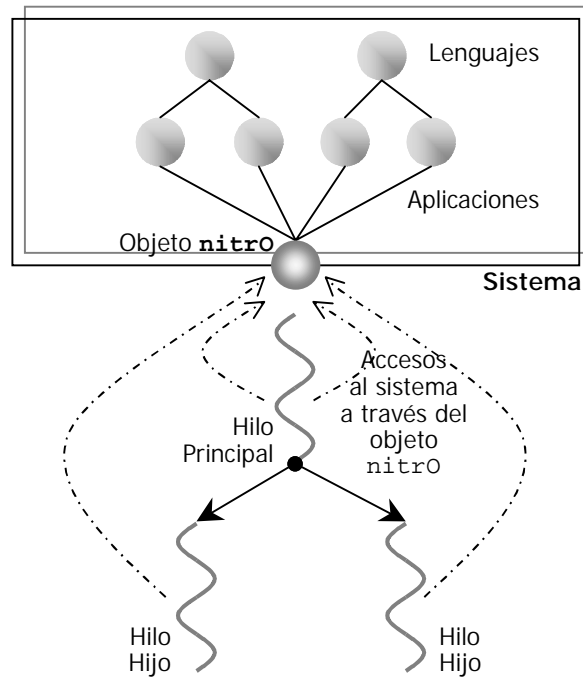 Lenguajes
Aplicaciones
Objeto nitrO
Sistema
Accesos
al sistema
a través del
objeto
nitrO
Hilo
Principal
Hilo
Hijo
Hilo
Hijo